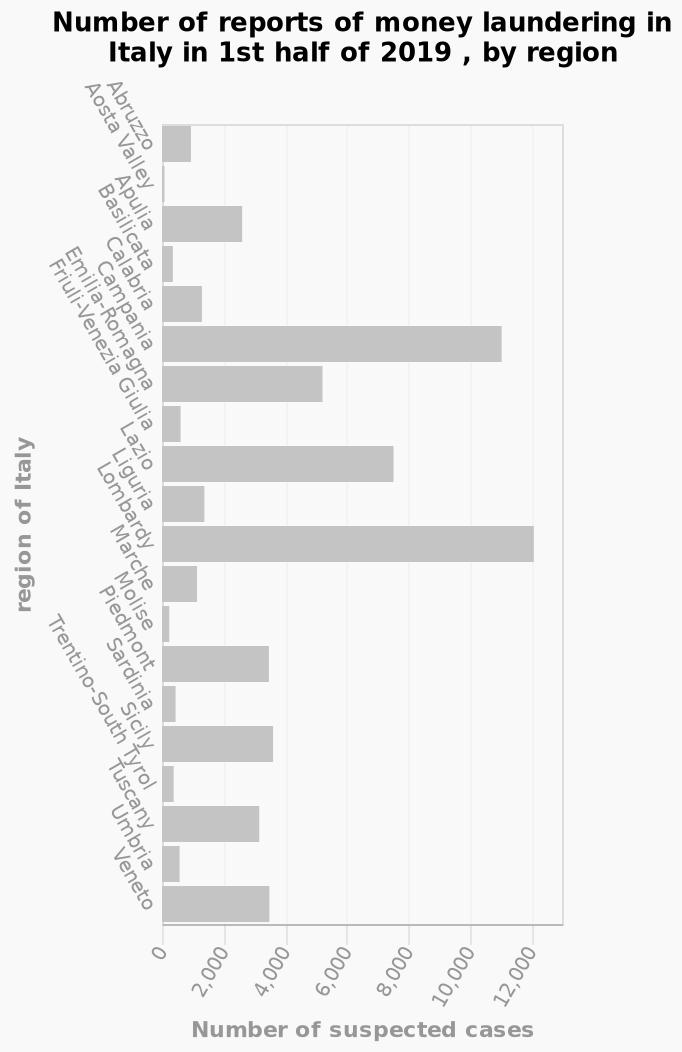 Number of reports of money laundering in
Italy in 1st half of 2019 , by region
region of Italy
Abruzzo
Aosta Valley
Apulia
Basilicata
Calabria
Campania
Emilia-Romagna
Friuli-Venezia Giulia
Lazio
Liguria
Lombardy
Marche
Molise
Piedmont
Sardinia
Sicily
Trentino-South Tyrol
Tuscany
Umbria
Veneto
0
2,000
4,000
6,000
8,000
10,000
12,000
Number of suspected cases